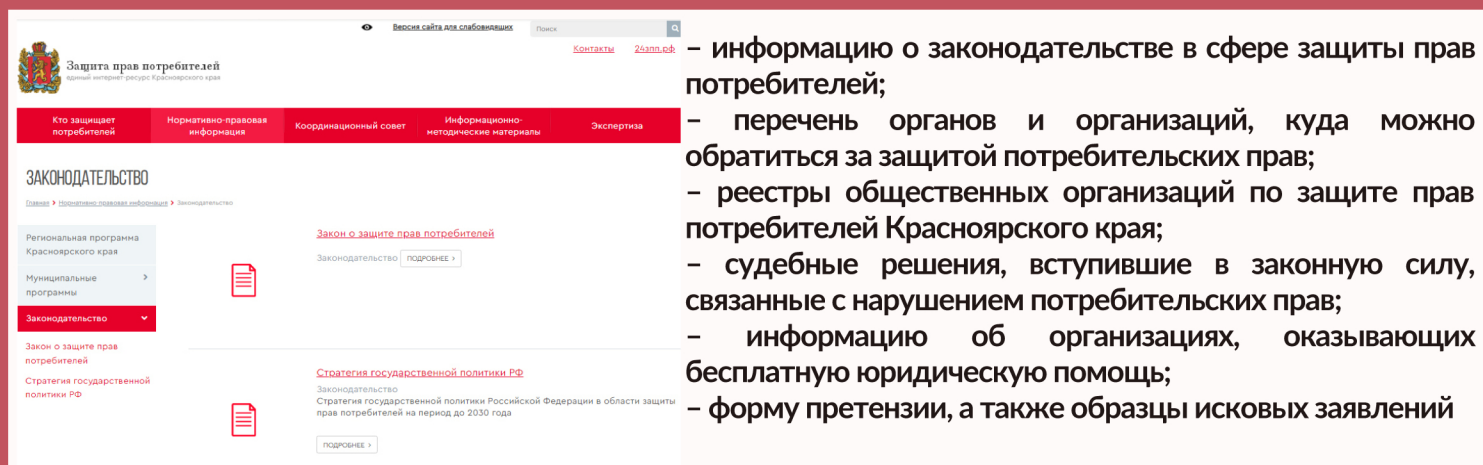 Версия сайта для слабовидящих
Поиск
Контакты
24зпп.рф
Защита прав потребителей
единый интернет-ресурс Красноярского края
Кто защищает
потребителей
Нормативно-правовая
информация
Координационный совет
Информационно-
методические материалы
Экспертиза
ЗАКОНОДАТЕЛЬСТВО
Главная > Нормативно-правовая информация > Законодательство
Региональная программа
Красноярского края
Муниципальные
программы
Законодательство
Закон о защите прав
потребителей
Стратегия государственной
политики РФ
Закон о защите прав потребителей
Законодательство
ПОДРОБНЕЕ >
Стратегия государственной политики РФ
Законодательство
Стратегия государственной политики Российской Федерации в области защиты
прав потребителей на период до 2030 года
ПОДРОБНЕЕ >
– информацию о законодательстве в сфере защиты прав
потребителей;
– перечень органов и организаций, куда можно
обратиться за защитой потребительских прав;
– реестры общественных организаций по защите прав
потребителей Красноярского края;
– судебные решения, вступившие в законную силу,
связанные с нарушением потребительских прав;
– информацию об организациях, оказывающих
бесплатную юридическую помощь;
– форму претензии, а также образцы исковых заявлений